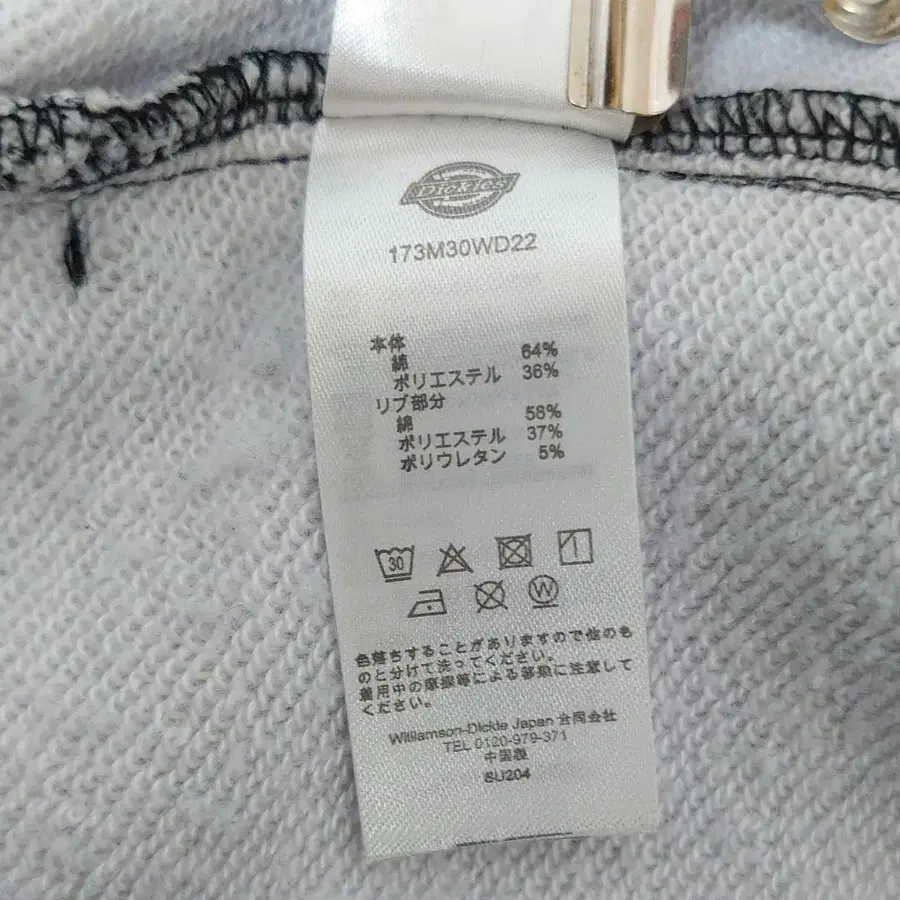 Dickies
173M30WD22
本体
綿 64%
ポリエステル 36%
リブ部分
綿 58%
ポリエステル 37%
ポリウレタン 5%
30
W
色落ちすることがありますので他のも
のと分けて洗ってください。
着用中の摩擦等による移染に注意して
ください。
Williamson-Dickie Japan 合同会社
TEL 0120-979-371
中国製
SU204